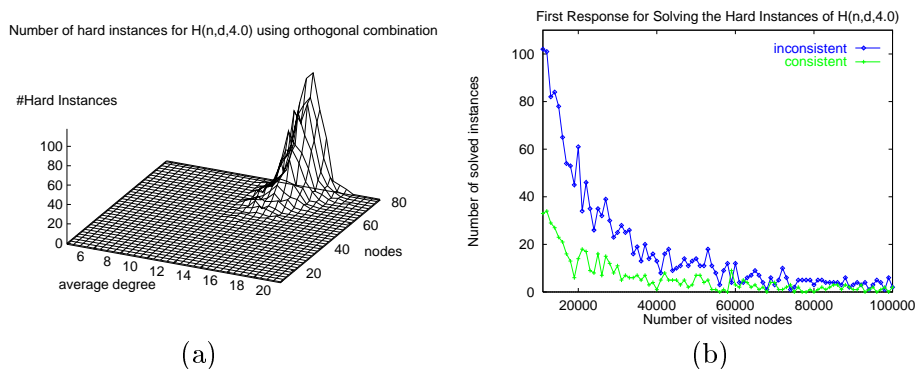 Number of hard instances for H(n,d,4.0) using orthogonal combination
#Hard Instances
100
80
60
40
20
0
6
8
10
12
14
16
18
20
average degree
20
40
60
80
nodes
(a)
First Response for Solving the Hard Instances of H(n,d,4.0)
inconsistent
consistent
Number of solved instances
100
80
60
40
20
0
20000
40000
60000
80000
100000
Number of visited nodes
(b)